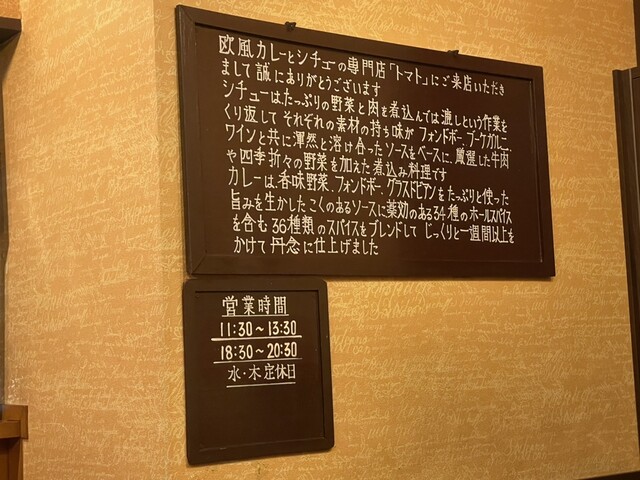 欧風カレーとシチューの専門店「トマト」にご来店いただき
まして誠にありがとうございます
シチューはたっぷりの野菜と肉を煮込んでは漉しという作業を
くり返して それぞれの素材の持ち味が フォンドボー、ブーケガルニ、
ワインと共に渾然と溶け合ったソースをベースに、厳選した牛肉
や四季折々の野菜を加えた煮込み料理です
カレーは、香味野菜、フォンドボー、グラスドビアンをたっぷりと使った
旨みを生かしたこくのあるソースに薬効のある34種のホールスパイス
を含む36種類のスパイスをブレンドして じっくりと一週間以上を
かけて丹念に仕上げました
営業時間
11:30～13:30
18:30～20:30
水・木定休日